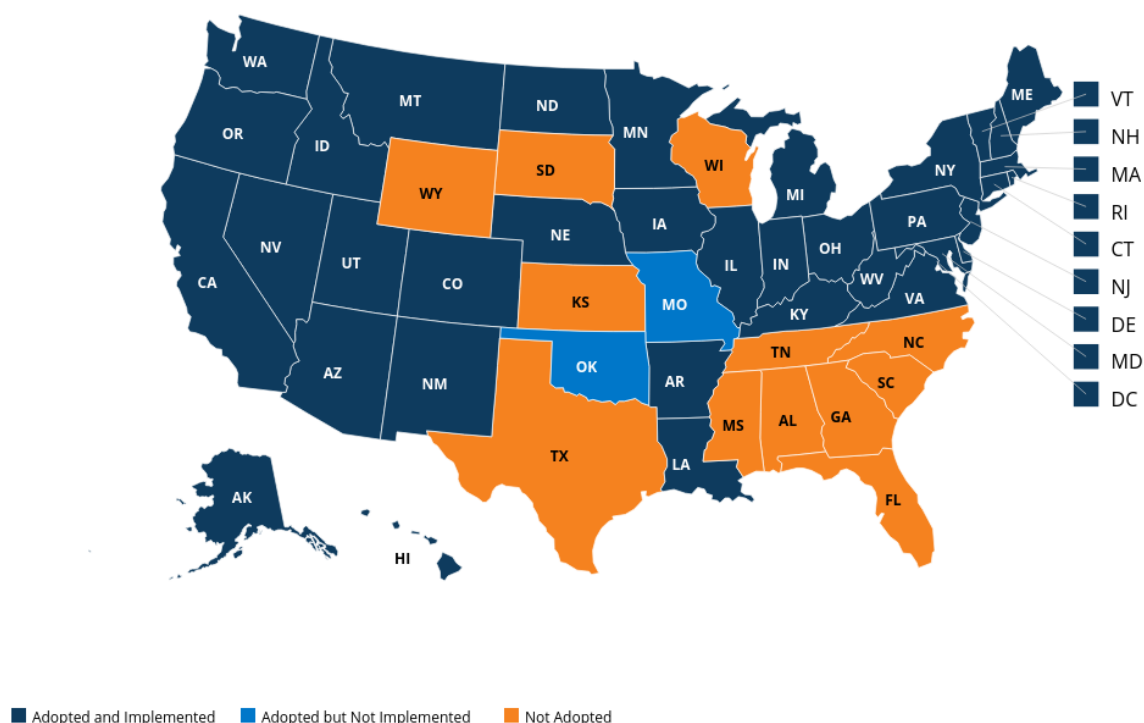 WA
ME
VT
MT
ND
NH
OR
MN
ID
MA
WI
NY
SD
WY
MI
RI
PA
IA
NE
CT
NV
OH
UT
IL
IN
CO
WV
NJ
CA
VA
KS
MO
KY
DE
NC
TN
MD
OK
AZ
AR
SC
NM
DC
GA
AL
MS
TX
LA
AK
FL
HI
Adopted and Implemented
Adopted but Not Implemented
Not Adopted